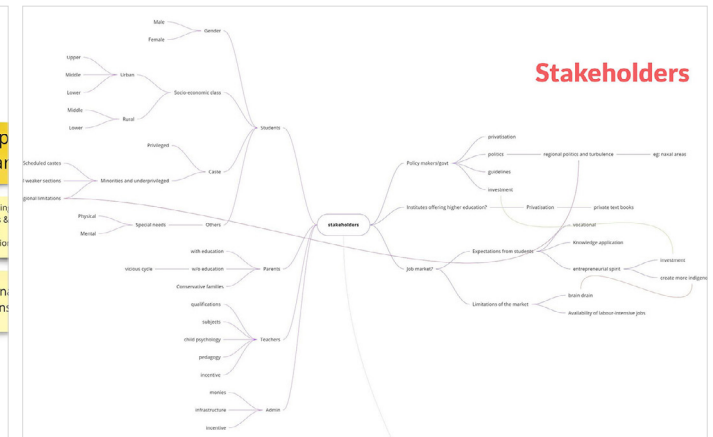 Stakeholders
stakeholders
Students
Gender
Male
Female
Socio-economic class
Urban
Upper
Middle
Lower
Rural
Middle
Lower
Caste
Privileged
Minorities and underprivileged
Scheduled castes
weaker sections
limitations
Others
Special needs
Physical
Mental
Parents
with education
w/o education
vicious cycle
Conservative families
Teachers
qualifications
subjects
child psychology
pedagogy
incentive
Admin
monies
infrastructure
incentive
Policy makers/govt
privatisation
politics
regional politics and turbulence
eg: naxal areas
guidelines
investment
Institutes offering higher education?
Privatisation
private text books
Job market?
Expectations from students
vocational
Knowledge application
entrepreneurial spirit
investment
create more
Limitations of the market
brain drain
Availability of labour-intensive jobs